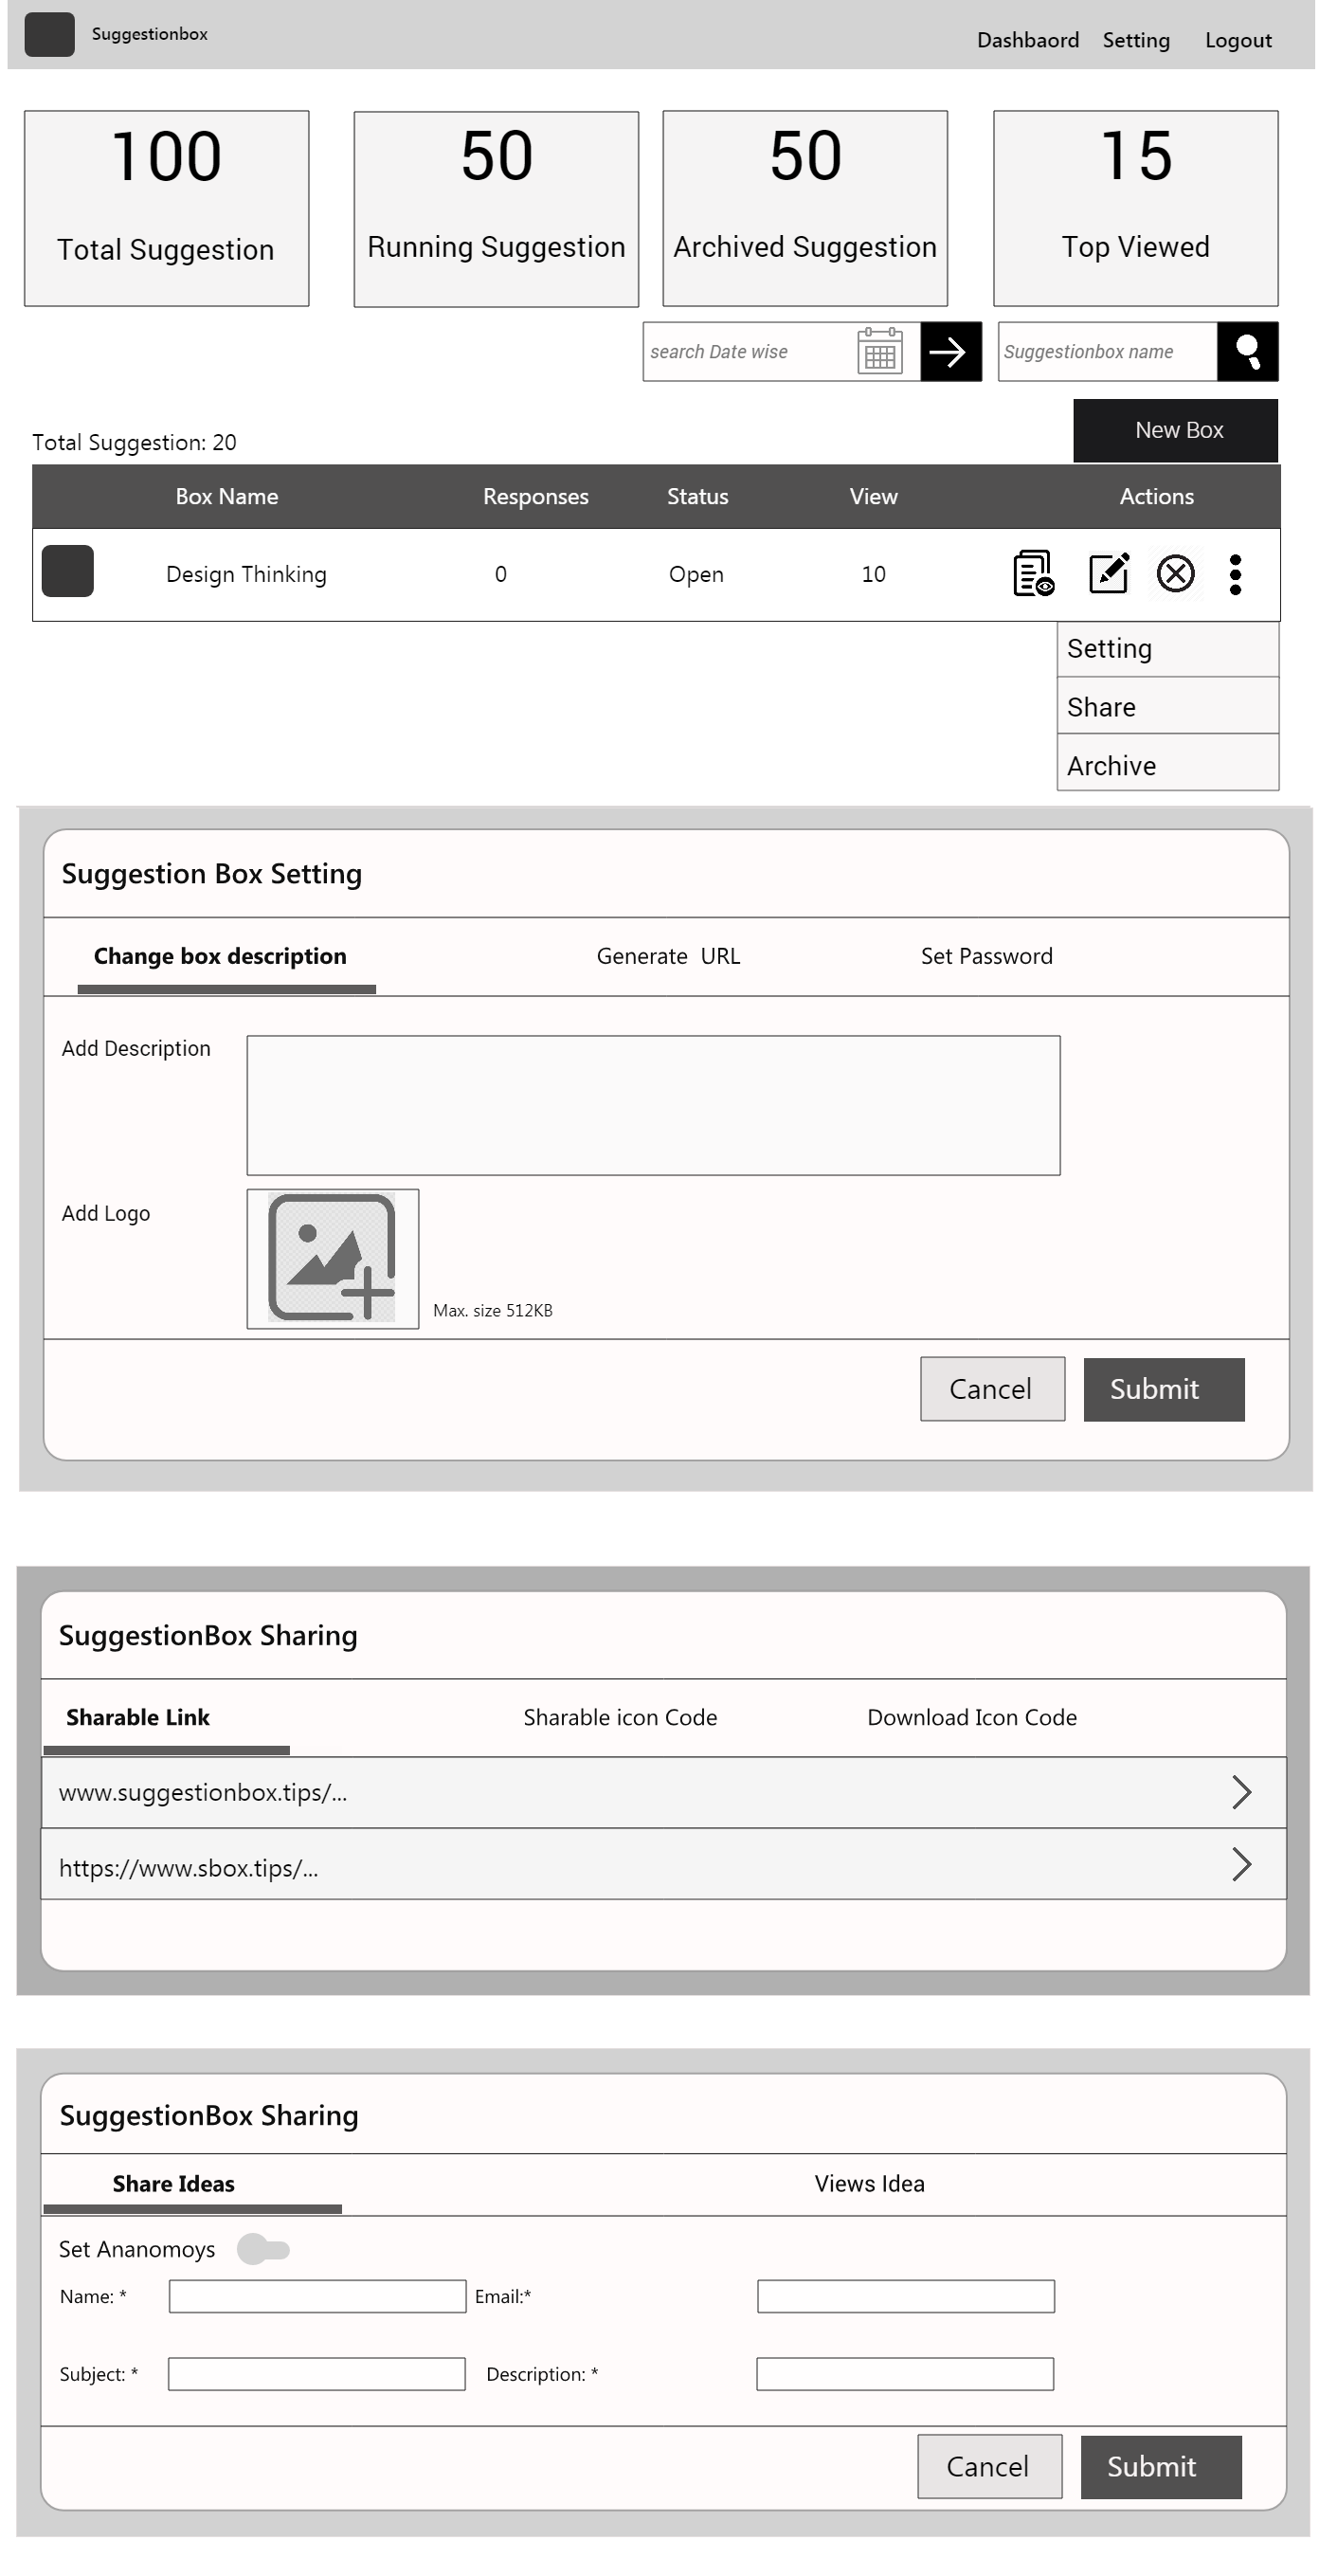 Suggestionbox
Dashbaord Setting Logout
100 50 50 15
Total Suggestion Running Suggestion Archived Suggestion Top Viewed
search Date wise Suggestionbox name
New Box
Total Suggestion: 20
Box Name Responses Status View Actions
Design Thinking 0 Open 10
Setting
Share
Archive
Suggestion Box Setting
Change box description Generate URL Set Password
Add Description
Add Logo
Max. size 512KB
Cancel Submit
SuggestionBox Sharing
Sharable Link Sharable icon Code Download Icon Code
www.suggestionbox.tips/...
https://www.sbox.tips/...
SuggestionBox Sharing
Share Ideas Views Idea
Set Ananomoys
Name: * Email:*
Subject: * Description: *
Cancel Submit